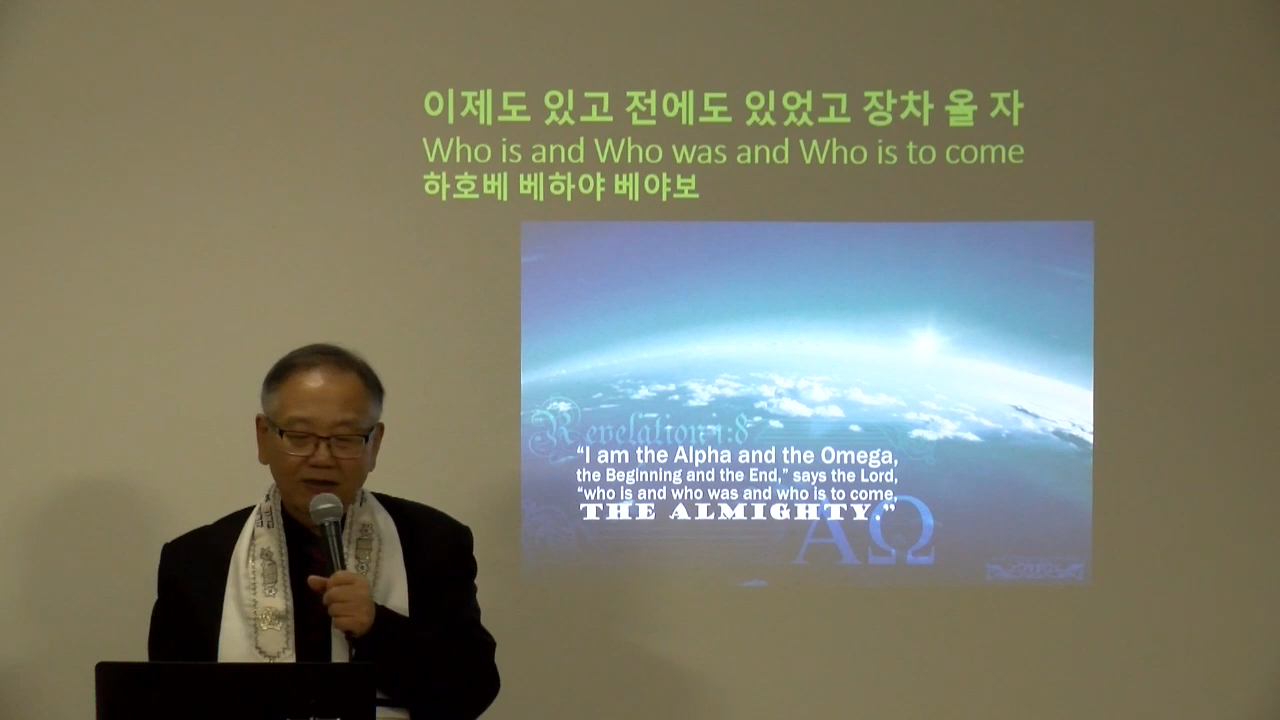 이제도 있고 전에도 있었고 장차 올 자
Who is and Who was and Who is to come
하호베 베하야 베야보
Revelation 1:8
“I am the Alpha and the Omega,
the Beginning and the End,” says the Lord,
“who is and who was and who is to come,
THE ALMIGHTY.”
ΑΩ